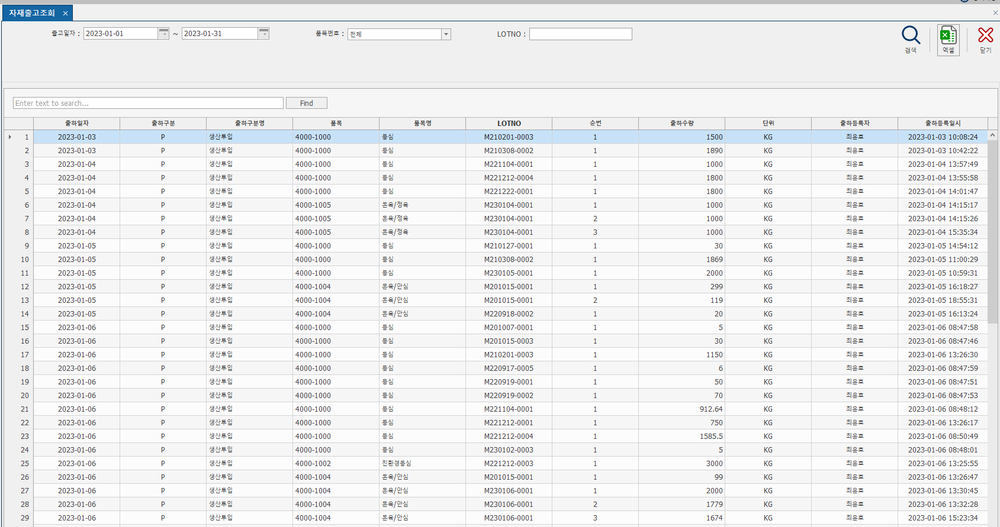 자재출고조회
출고일자 : 2023-01-01 ~ 2023-01-31 품목번호 : 전체 LOTNO :
검색 엑셀 닫기
Enter text to search... Find
출하일자 출하구분 출하구분명 품목 품목명 LOTNO 순번 출하수량 단위 출하등록자 출하등록일시
1 2023-01-03 P 생산투입 4000-1000 등심 M210201-0003 1 1500 KG 최윤호 2023-01-03 10:08:24
2 2023-01-03 P 생산투입 4000-1000 등심 M210308-0002 1 1890 KG 최윤호 2023-01-03 10:42:22
3 2023-01-04 P 생산투입 4000-1000 등심 M221104-0001 1 1000 KG 최윤호 2023-01-04 13:57:49
4 2023-01-04 P 생산투입 4000-1000 등심 M221212-0004 1 1800 KG 최윤호 2023-01-04 13:55:58
5 2023-01-04 P 생산투입 4000-1000 등심 M221222-0001 1 1800 KG 최윤호 2023-01-04 14:01:47
6 2023-01-04 P 생산투입 4000-1005 돈육/정육 M230104-0001 1 1000 KG 최윤호 2023-01-04 14:15:17
7 2023-01-04 P 생산투입 4000-1005 돈육/정육 M230104-0001 2 1000 KG 최윤호 2023-01-04 14:15:26
8 2023-01-04 P 생산투입 4000-1005 돈육/정육 M230104-0001 3 1000 KG 최윤호 2023-01-04 15:35:34
9 2023-01-05 P 생산투입 4000-1000 등심 M210127-0001 1 30 KG 최윤호 2023-01-05 14:54:12
10 2023-01-05 P 생산투입 4000-1000 등심 M210308-0002 1 1869 KG 최윤호 2023-01-05 11:00:29
11 2023-01-05 P 생산투입 4000-1000 등심 M230105-0001 1 2000 KG 최윤호 2023-01-05 10:59:31
12 2023-01-05 P 생산투입 4000-1004 돈육/안심 M201015-0001 1 299 KG 최윤호 2023-01-05 16:18:27
13 2023-01-05 P 생산투입 4000-1004 돈육/안심 M201015-0001 2 119 KG 최윤호 2023-01-05 18:55:31
14 2023-01-05 P 생산투입 4000-1004 돈육/안심 M220918-0002 1 20 KG 최윤호 2023-01-05 16:13:24
15 2023-01-06 P 생산투입 4000-1000 등심 M201007-0001 1 5 KG 최윤호 2023-01-06 08:47:58
16 2023-01-06 P 생산투입 4000-1000 등심 M201015-0003 1 30 KG 최윤호 2023-01-06 08:47:46
17 2023-01-06 P 생산투입 4000-1000 등심 M210201-0003 1 1150 KG 최윤호 2023-01-06 13:26:30
18 2023-01-06 P 생산투입 4000-1000 등심 M220917-0005 1 6 KG 최윤호 2023-01-06 08:47:59
19 2023-01-06 P 생산투입 4000-1000 등심 M220919-0001 1 50 KG 최윤호 2023-01-06 08:47:51
20 2023-01-06 P 생산투입 4000-1000 등심 M220919-0002 1 70 KG 최윤호 2023-01-06 08:47:53
21 2023-01-06 P 생산투입 4000-1000 등심 M221104-0001 1 912.64 KG 최윤호 2023-01-06 08:48:12
22 2023-01-06 P 생산투입 4000-1000 등심 M221212-0001 1 750 KG 최윤호 2023-01-06 13:26:17
23 2023-01-06 P 생산투입 4000-1000 등심 M221212-0004 1 1585.5 KG 최윤호 2023-01-06 08:50:49
24 2023-01-06 P 생산투입 4000-1000 등심 M230102-0003 1 5 KG 최윤호 2023-01-06 08:48:01
25 2023-01-06 P 생산투입 4000-1002 친환경등심 M221212-0003 1 3000 KG 최윤호 2023-01-06 13:25:55
26 2023-01-06 P 생산투입 4000-1004 돈육/안심 M201015-0001 1 99 KG 최윤호 2023-01-06 13:26:47
27 2023-01-06 P 생산투입 4000-1004 돈육/안심 M230106-0001 1 2000 KG 최윤호 2023-01-06 13:30:45
28 2023-01-06 P 생산투입 4000-1004 돈육/안심 M230106-0001 2 1779 KG 최윤호 2023-01-06 13:32:28
29 2023-01-06 P 생산투입 4000-1004 돈육/안심 M230106-0001 3 1674 KG 최윤호 2023-01-06 15:23:34